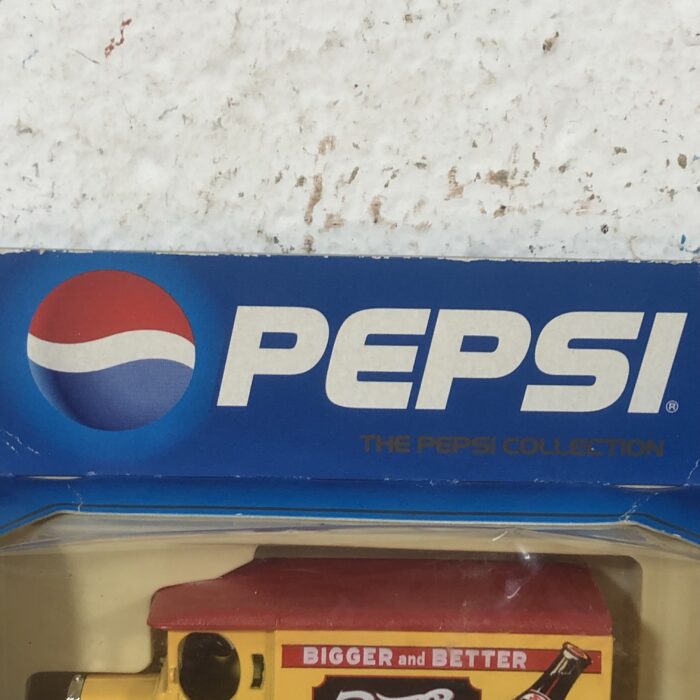 PEPSI®
THE PEPSI COLLECTION
BIGGER and BETTER